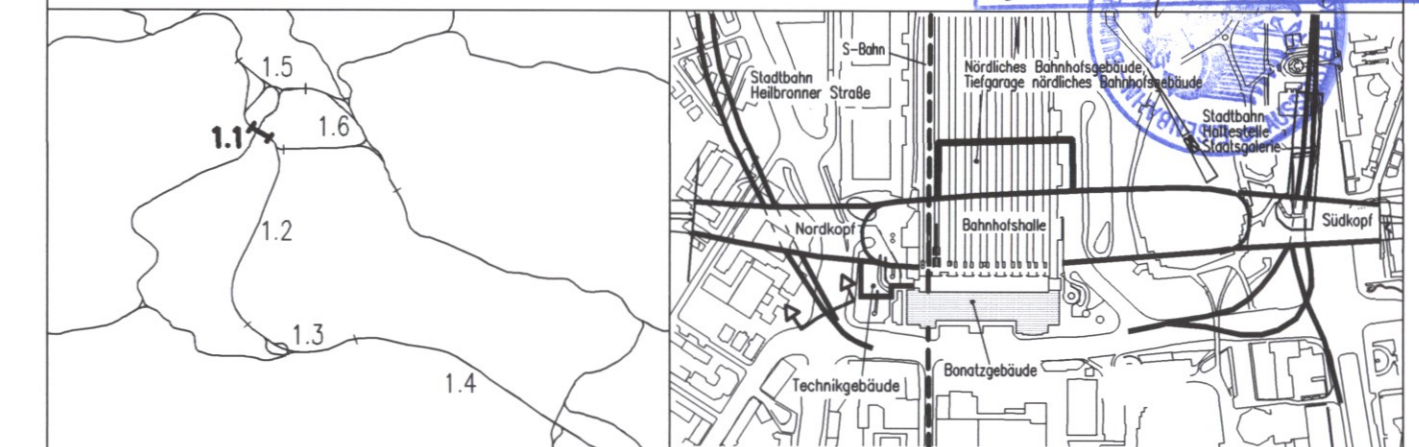 1.5
1.1
1.6
1.2
1.3
1.4
S-Bahn
Stadtbahn
Heilbronner Straße
Nördliches Bahnhofsgebäude,
Tiefgarage nördliches Bahnhofsgebäude
Stadtbahn
Haltestelle
Staatsgalerie
Nordkopf
Bahnhofshalle
Südkopf
Technikgebäude
Bonatzgebäude